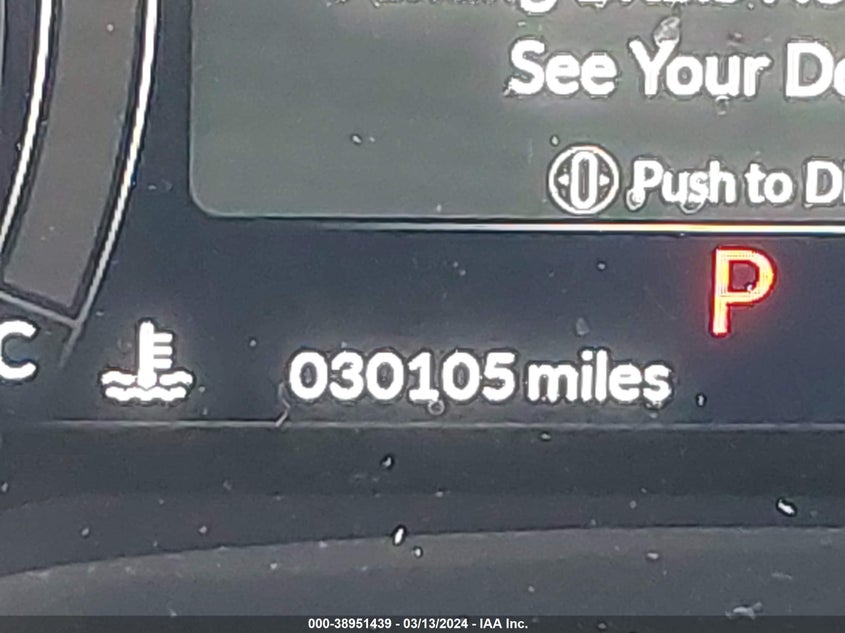 See Your
Push to
P
C
030105 miles
000-38951439 - 03/13/2024 - IAA Inc.